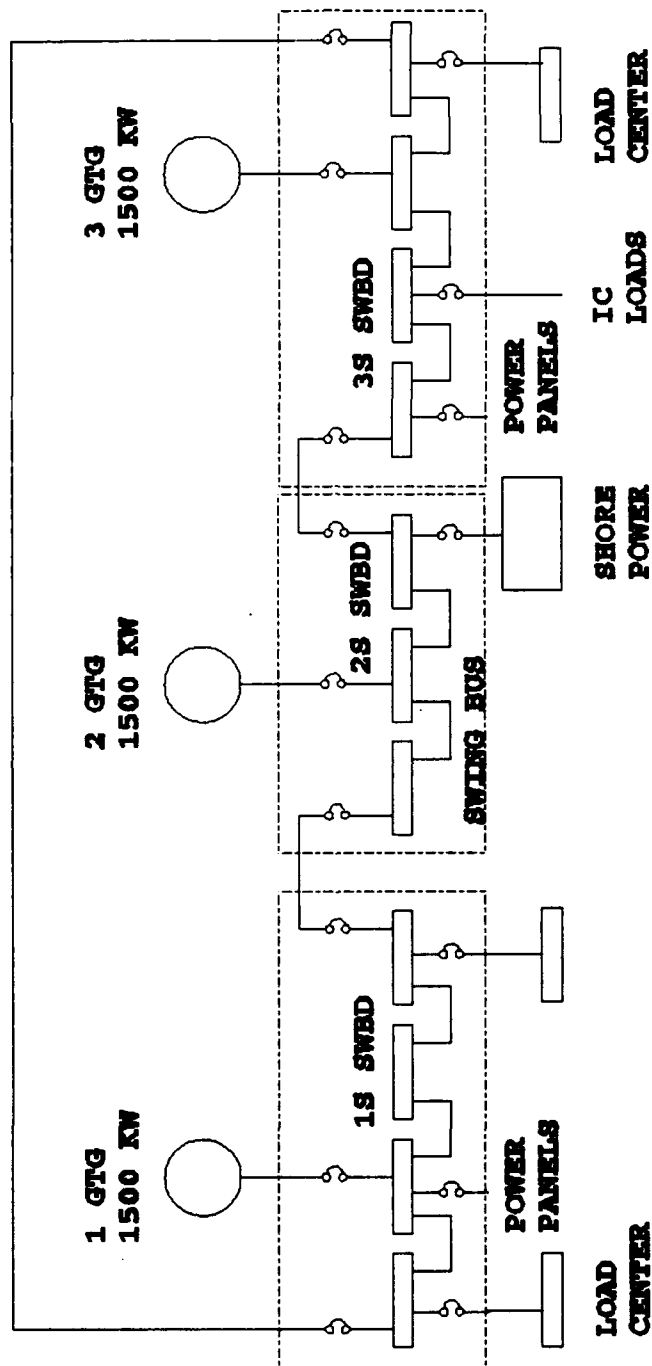 1 GTG
1500 KW
2 GTG
1500 KW
3 GTG
1500 KW
1S SWBD
2S SWBD
3S SWBD
SWING BUS
LOAD
CENTER
POWER
PANELS
SHORE
POWER
POWER
PANELS
IC
LOADS
LOAD
CENTER